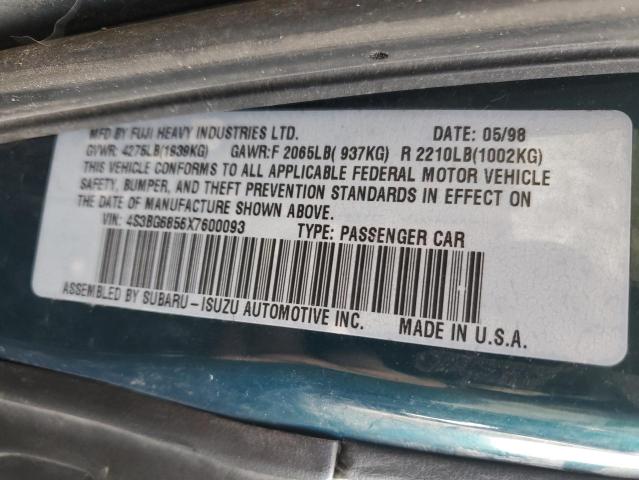 MFD BY FUJI HEAVY INDUSTRIES LTD. DATE: 05/98
GVWR: 4275LB(1939KG) GAWR:F 2065LB( 937KG) R 2210LB(1002KG)
THIS VEHICLE CONFORMS TO ALL APPLICABLE FEDERAL MOTOR VEHICLE
SAFETY, BUMPER, AND THEFT PREVENTION STANDARDS IN EFFECT ON
THE DATE OF MANUFACTURE SHOWN ABOVE.
VIN: 4S3BG6856X7600093 TYPE: PASSENGER CAR
ASSEMBLED BY SUBARU-ISUZU AUTOMOTIVE INC. MADE IN U.S.A.